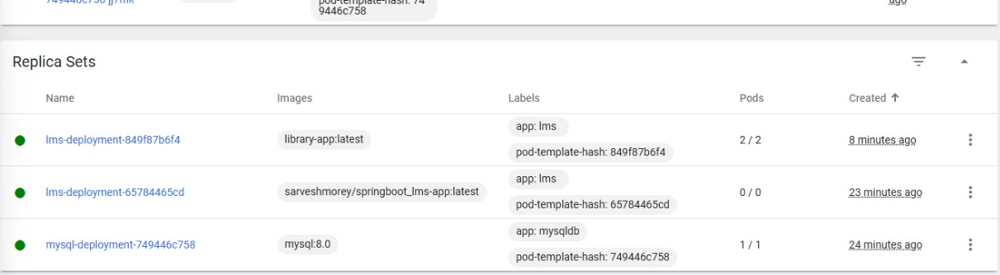 749446c758-jj7mk
pod-template-hash: 74
9446c758
ago
Replica Sets
Name Images Labels Pods Created
lms-deployment-849f87b6f4 library-app:latest app: lms pod-template-hash: 849f87b6f4 2 / 2 8 minutes ago
lms-deployment-65784465cd sarveshmorey/springboot_lms-app:latest app: lms pod-template-hash: 65784465cd 0 / 0 23 minutes ago
mysql-deployment-749446c758 mysql:8.0 app: mysqldb pod-template-hash: 749446c758 1 / 1 24 minutes ago